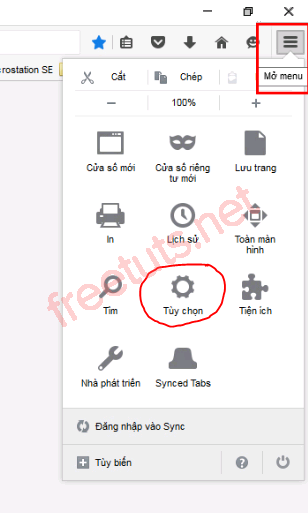 crostation SE
Mở menu
Cắt
Chép
100%
Cửa sổ mới
Cửa sổ riêng
tư mới
Lưu trang
In
Lịch sử
Toàn màn
hình
freetuts.net
Tìm
Tùy chọn
Tiện ích
Nhà phát triển
Synced Tabs
Đăng nhập vào Sync
Tùy biến